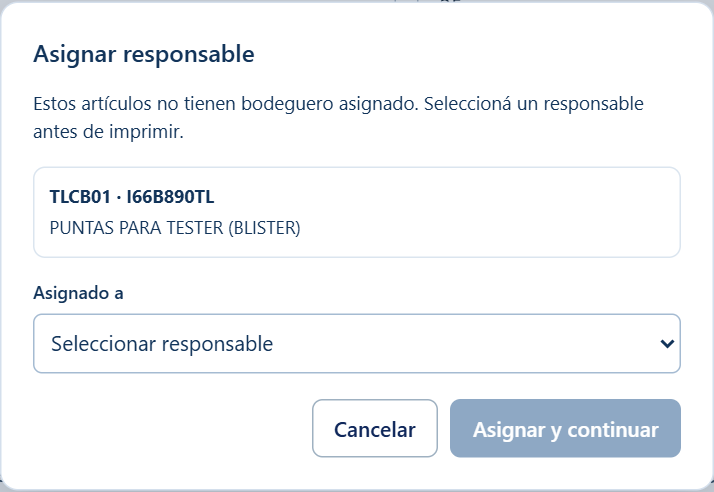 Asignar responsable
Estos artículos no tienen bodeguero asignado. Seleccioná un responsable
antes de imprimir.
TLCB01 · I66B890TL
PUNTAS PARA TESTER (BLISTER)
Asignado a
Seleccionar responsable
Cancelar
Asignar y continuar